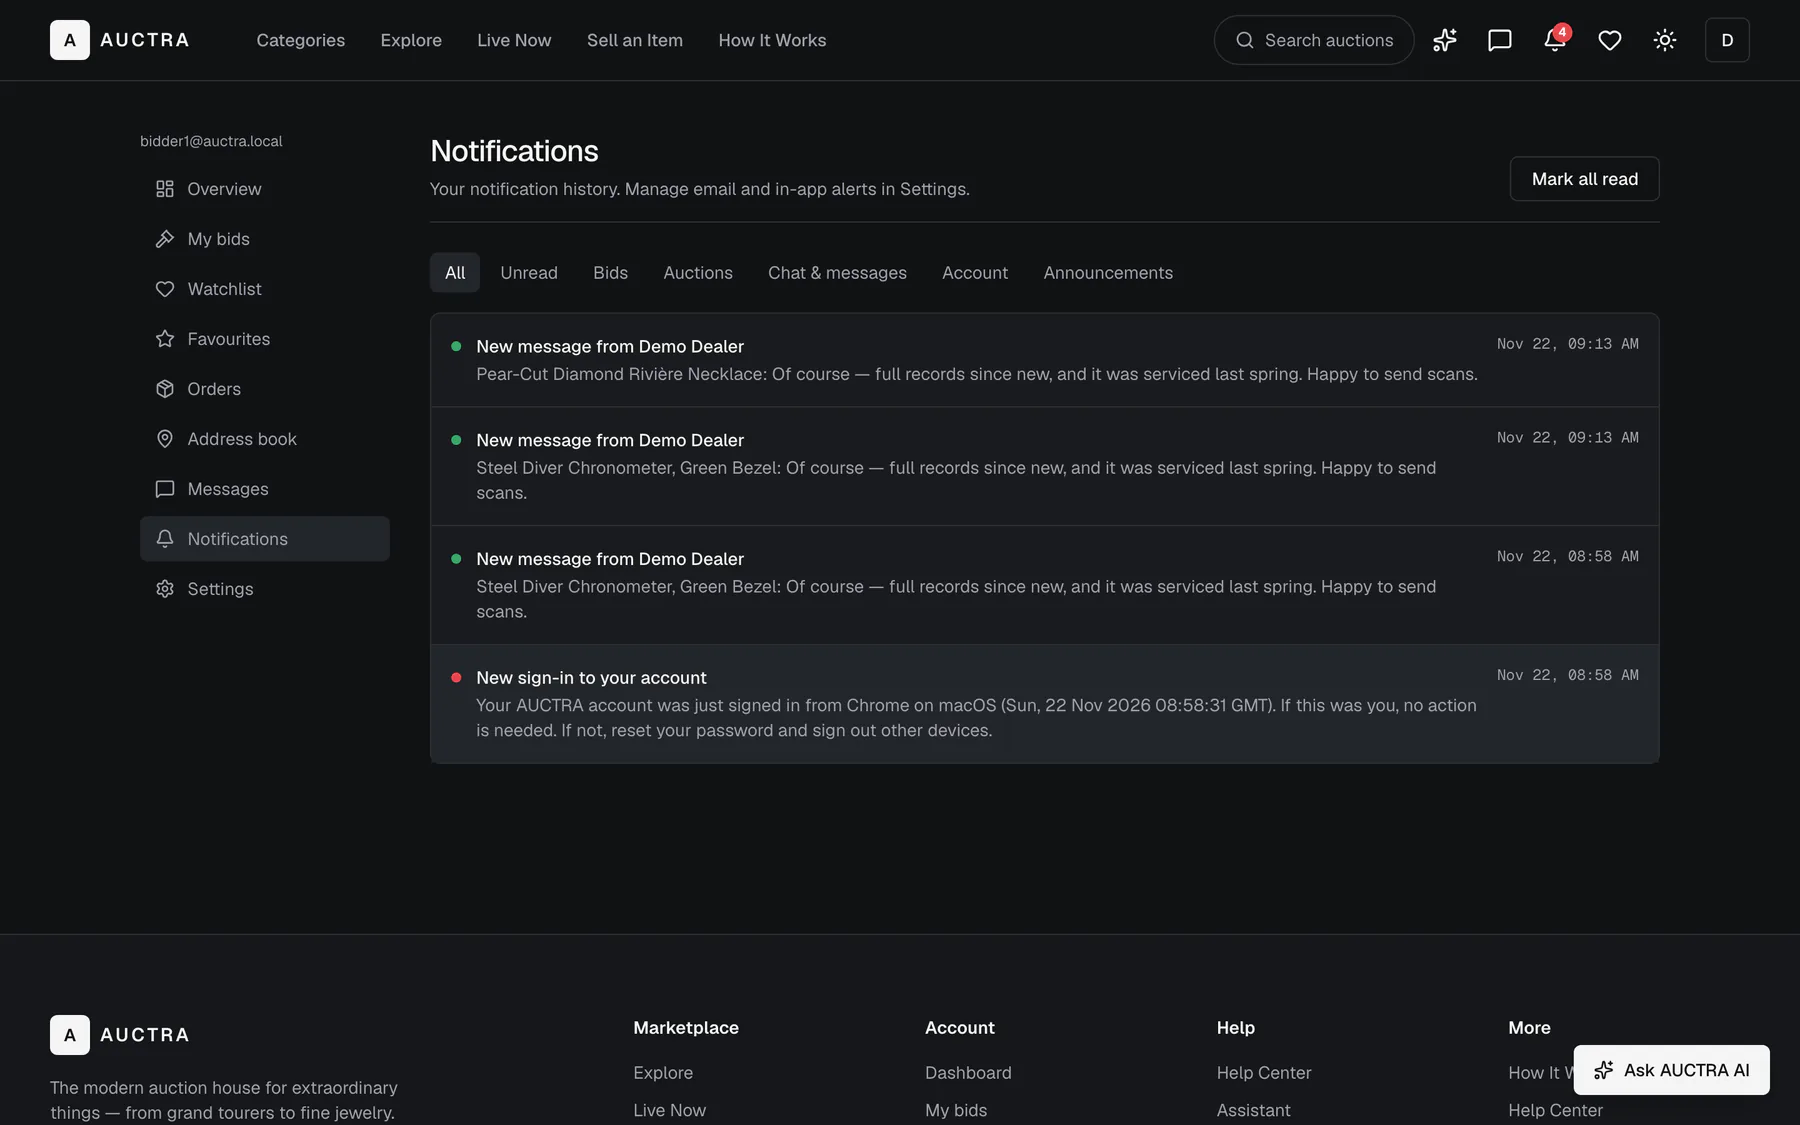 A AUCTRA
Categories
Explore
Live Now
Sell an Item
How It Works
Search auctions
4
D
bidder1@auctra.local
Overview
My bids
Watchlist
Favourites
Orders
Address book
Messages
Notifications
Settings
Notifications
Your notification history. Manage email and in-app alerts in Settings.
Mark all read
All
Unread
Bids
Auctions
Chat & messages
Account
Announcements
New message from Demo Dealer
Nov 22, 09:13 AM
Pear-Cut Diamond Rivière Necklace: Of course — full records since new, and it was serviced last spring. Happy to send scans.
New message from Demo Dealer
Nov 22, 09:13 AM
Steel Diver Chronometer, Green Bezel: Of course — full records since new, and it was serviced last spring. Happy to send
scans.
New message from Demo Dealer
Nov 22, 08:58 AM
Steel Diver Chronometer, Green Bezel: Of course — full records since new, and it was serviced last spring. Happy to send
scans.
New sign-in to your account
Nov 22, 08:58 AM
Your AUCTRA account was just signed in from Chrome on macOS (Sun, 22 Nov 2026 08:58:31 GMT). If this was you, no action
is needed. If not, reset your password and sign out other devices.
A AUCTRA
The modern auction house for extraordinary
things — from grand tourers to fine jewelry.
Marketplace
Explore
Live Now
Account
Dashboard
My bids
Help
Help Center
Assistant
More
How It
Help Center
Ask AUCTRA AI